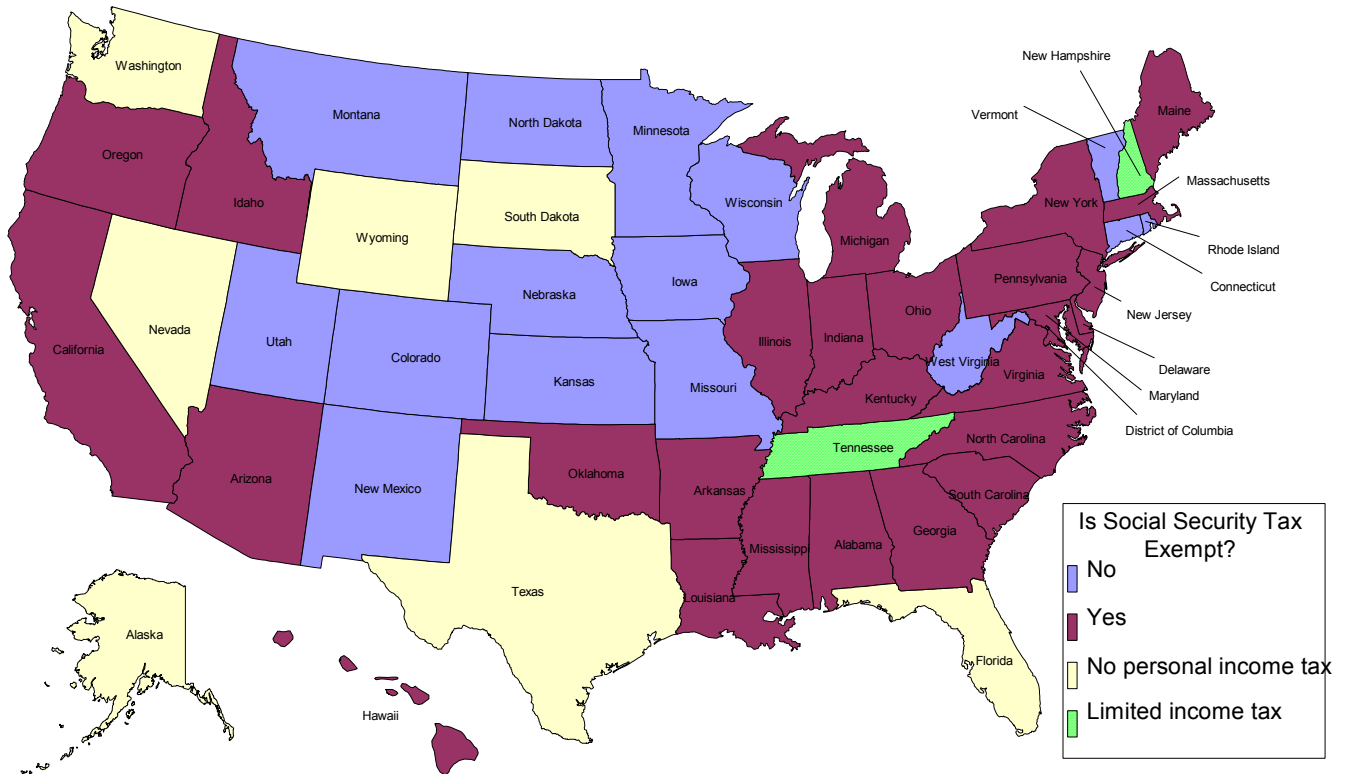 New Hampshire
Washington
Maine
Montana
Vermont
North Dakota
Minnesota
Oregon
Massachusetts
Idaho
Wisconsin
New York
South Dakota
Wyoming
Michigan
Rhode Island
Pennsylvania
Iowa
Connecticut
Nebraska
Ohio
New Jersey
Nevada
Utah
Illinois
Indiana
California
Colorado
West Virginia
Delaware
Virginia
Kansas
Missouri
Maryland
Kentucky
District of Columbia
North Carolina
Tennessee
Oklahoma
Arizona
New Mexico
Arkansas
South Carolina
Georgia
Mississippi
Alabama
Texas
Louisiana
Alaska
Florida
Hawaii
Is Social Security Tax
Exempt?
No
Yes
No personal income tax
Limited income tax